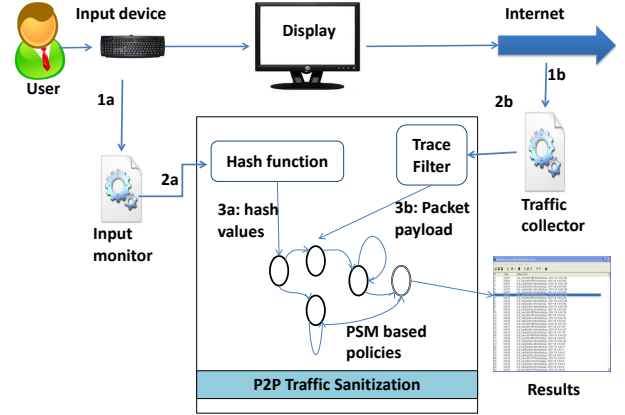 Input device
Display
Internet
User
1a
1b
2b
Hash function
Trace
Filter
2a
Input
monitor
3a: hash
values
3b: Packet
payload
Traffic
collector
PSM based
policies
P2P Traffic Sanitization
Results